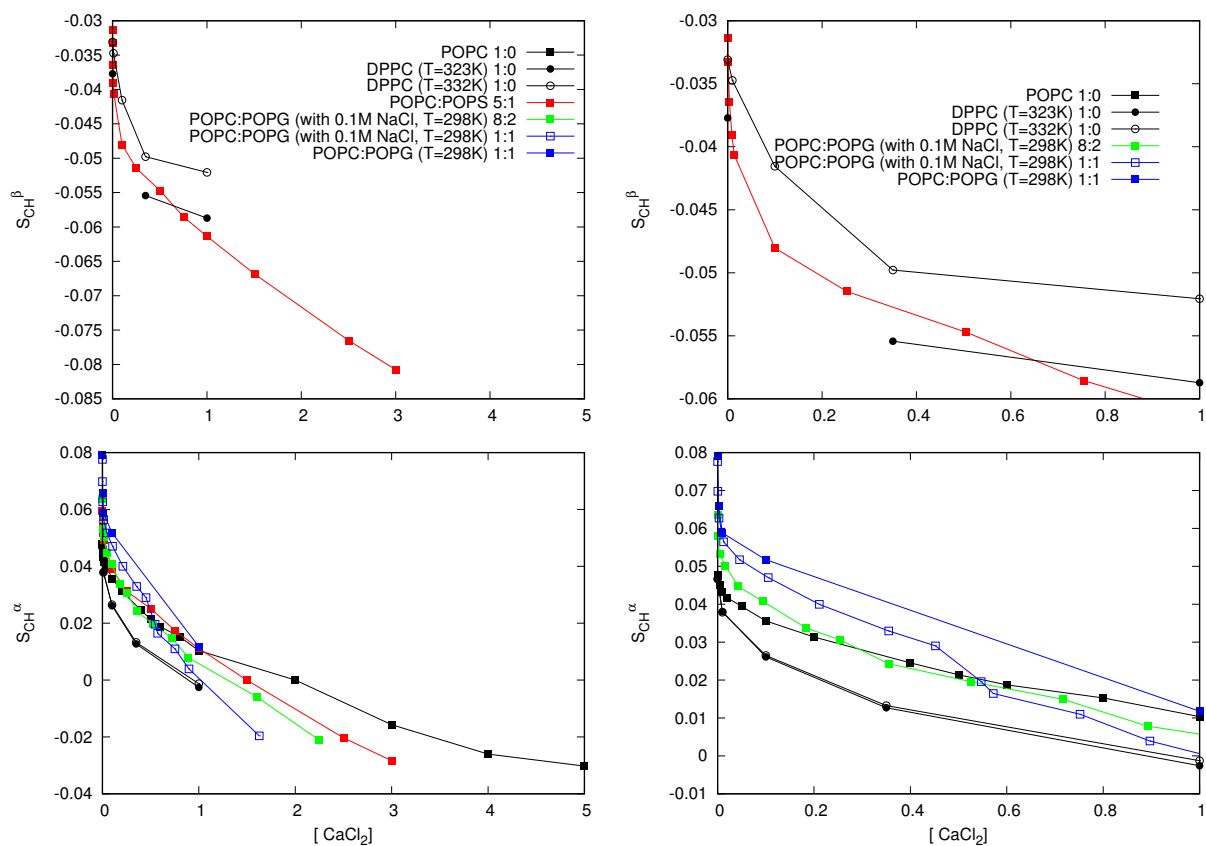 -0.03
-0.035
-0.04
-0.045
-0.05
-0.055
-0.06
-0.065
-0.07
-0.075
-0.08
-0.085
0 1 2 3 4 5
S_CH^β
POPC 1:0
DPPC (T=323K) 1:0
DPPC (T=332K) 1:0
POPC:POPS 5:1
POPC:POPG (with 0.1M NaCl, T=298K) 8:2
POPC:POPG (with 0.1M NaCl, T=298K) 1:1
POPC:POPG (T=298K) 1:1
-0.03
-0.035
-0.04
-0.045
-0.05
-0.055
-0.06
0 0.2 0.4 0.6 0.8 1
S_CH^β
POPC 1:0
DPPC (T=323K) 1:0
DPPC (T=332K) 1:0
POPC:POPG (with 0.1M NaCl, T=298K) 8:2
POPC:POPG (with 0.1M NaCl, T=298K) 1:1
POPC:POPG (T=298K) 1:1
0.08
0.06
0.04
0.02
0
-0.02
-0.04
0 1 2 3 4 5
S_CH^α
[ CaCl₂]
0.08
0.07
0.06
0.05
0.04
0.03
0.02
0.01
0
-0.01
0 0.2 0.4 0.6 0.8 1
S_CH^α
[ CaCl₂]